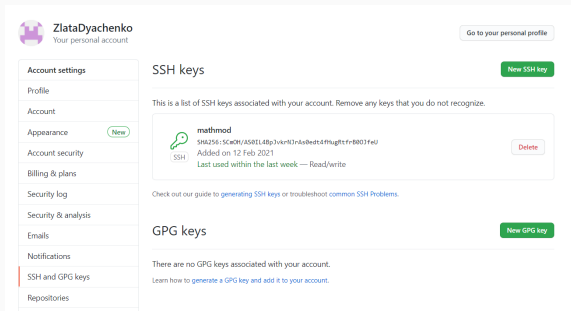 ZlataDyachenko
Your personal account
Go to your personal profile
Account settings
Profile
Account
Appearance New
Account security
Billing & plans
Security log
Security & analysis
Emails
Notifications
SSH and GPG keys
Repositories
SSH keys
New SSH key
This is a list of SSH keys associated with your account. Remove any keys that you do not recognize.
mathmod
SSH
Added on 12 Feb 2021
Last used within the last week — Read/write
Delete
Check out our guide to generating SSH keys or troubleshoot common SSH Problems.
GPG keys
New GPG key
There are no GPG keys associated with your account.
Learn how to generate a GPG key and add it to your account.